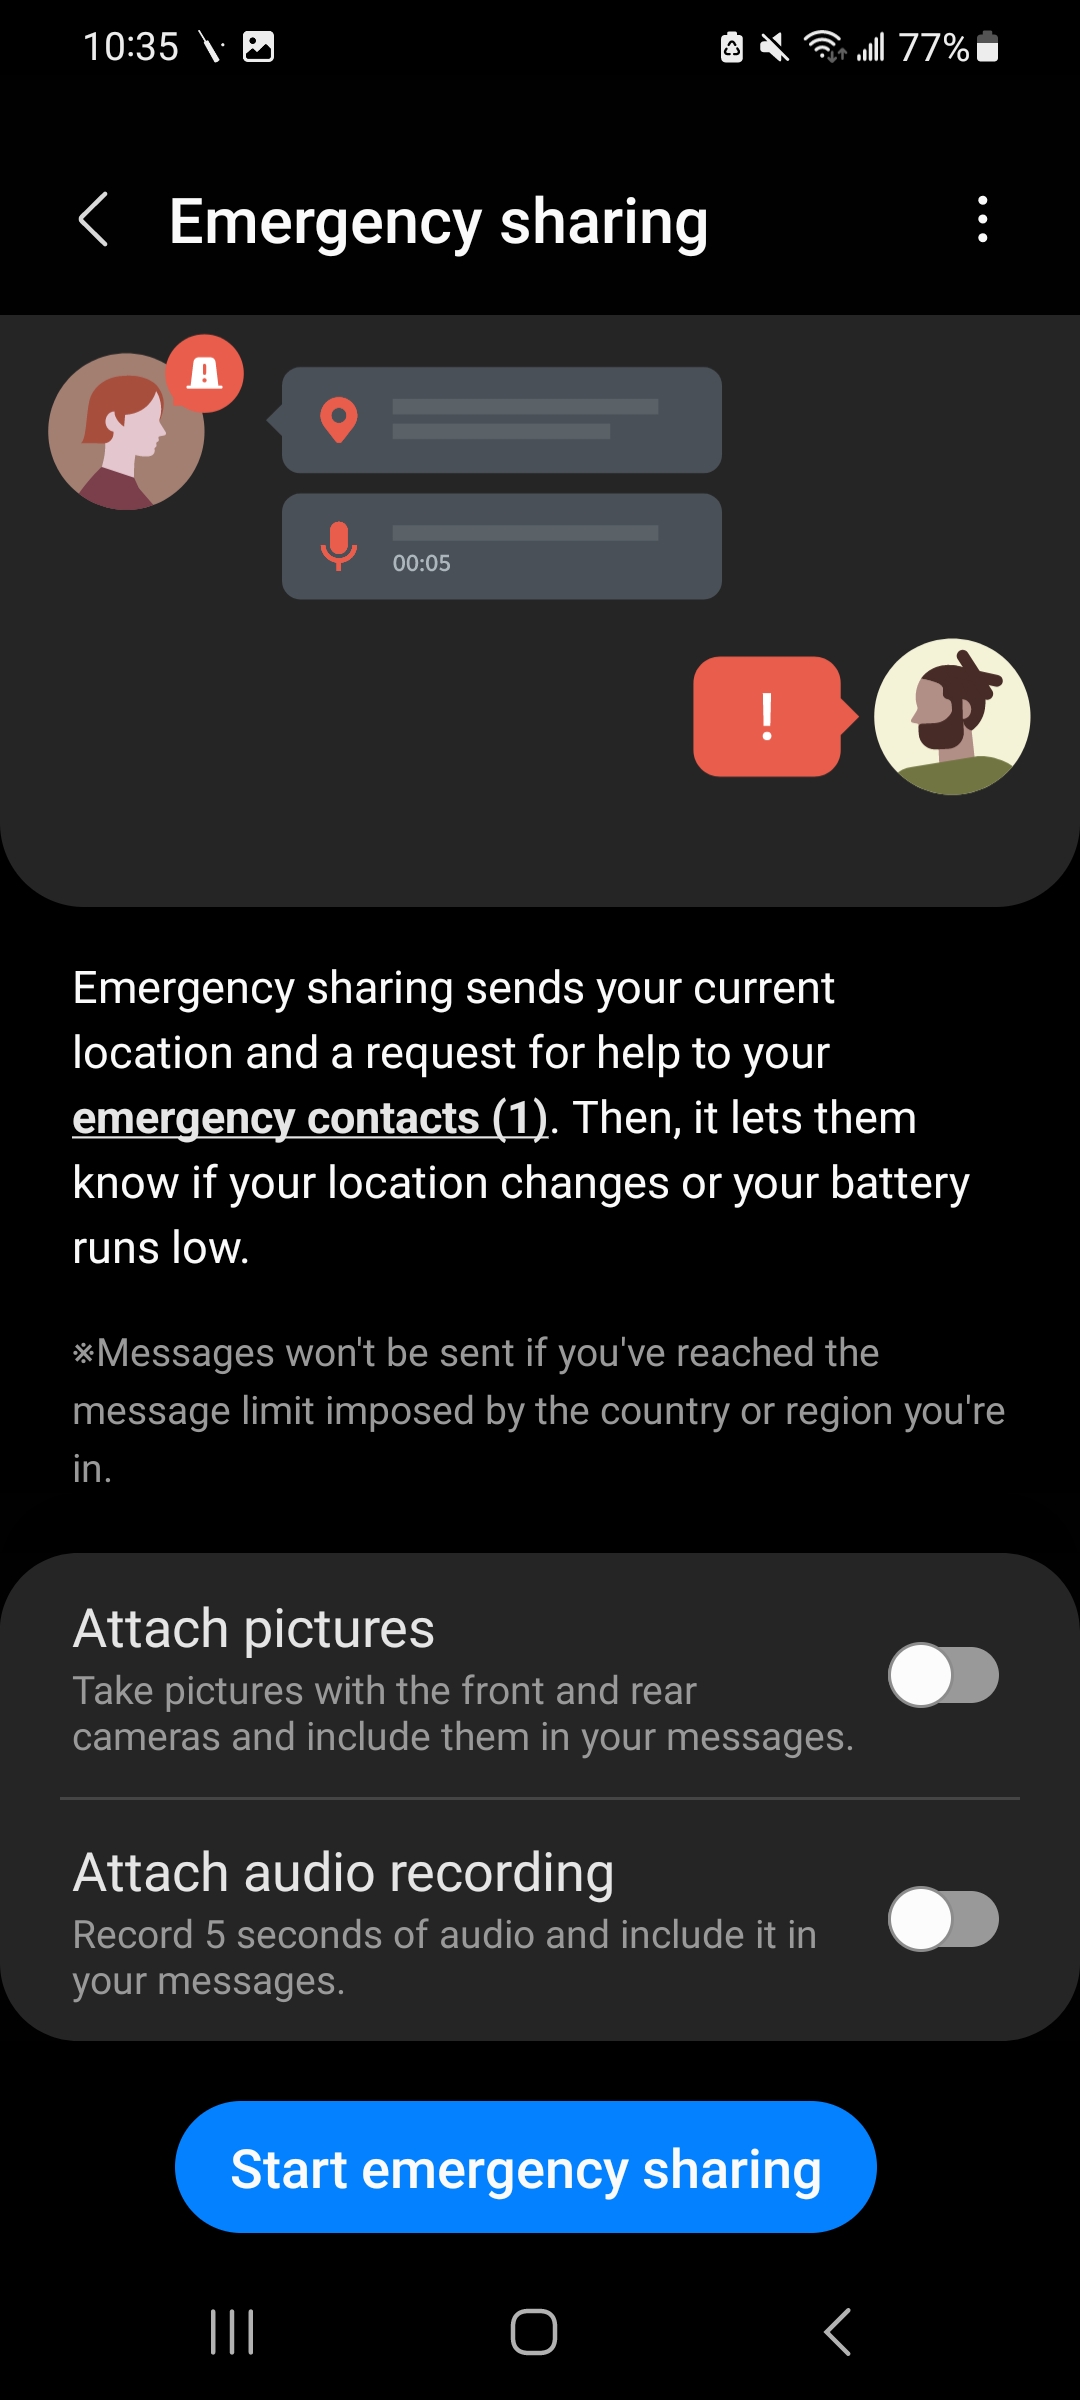 10:35
77%
Emergency sharing
00:05
!
Emergency sharing sends your current
location and a request for help to your
emergency contacts (1). Then, it lets them
know if your location changes or your battery
runs low.
※Messages won't be sent if you've reached the
message limit imposed by the country or region you're
in.
Attach pictures
Take pictures with the front and rear
cameras and include them in your messages.
Attach audio recording
Record 5 seconds of audio and include it in
your messages.
Start emergency sharing